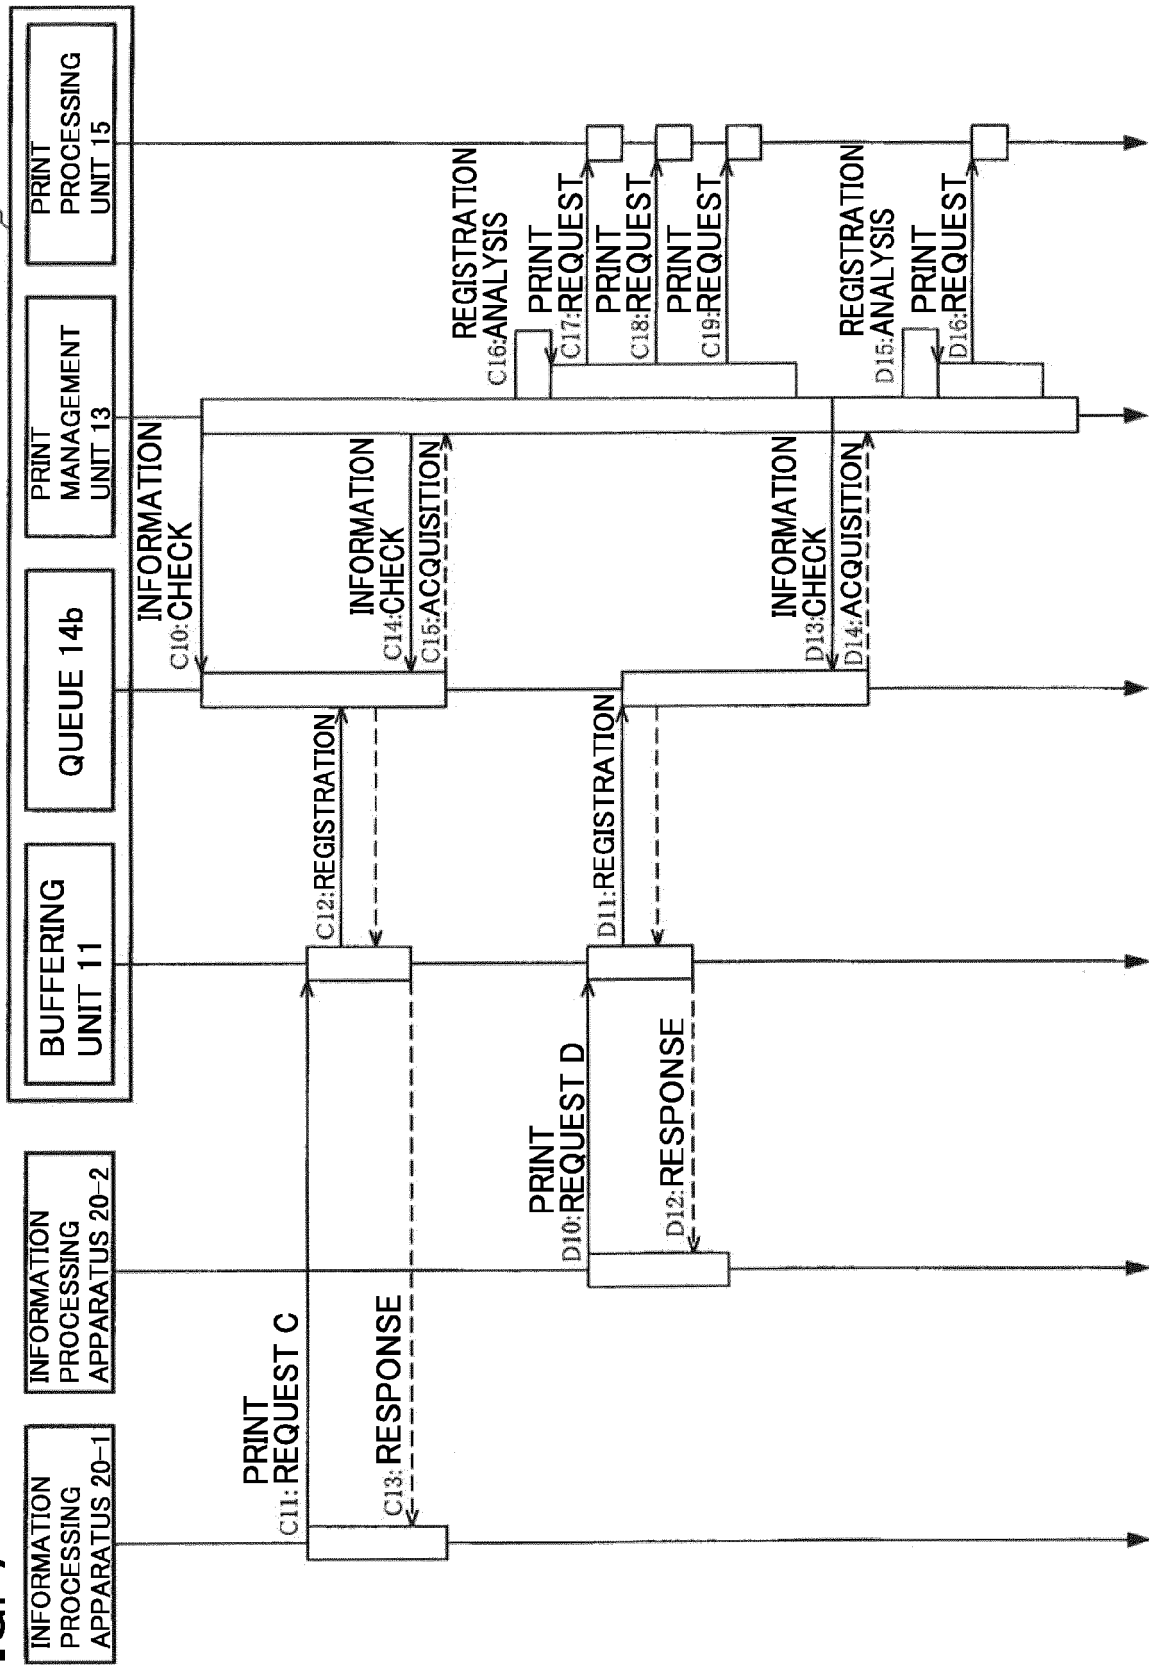 INFORMATION
PROCESSING
APPARATUS 20-1
INFORMATION
PROCESSING
APPARATUS 20-2
BUFFERING
UNIT 11
QUEUE 14b
PRINT
MANAGEMENT
UNIT 13
PRINT
PROCESSING
UNIT 15
INFORMATION
C10:CHECK
PRINT
C11:REQUEST C
C12:REGISTRATION
C13:RESPONSE
INFORMATION
C14:CHECK
C15:ACQUISITION
REGISTRATION
C16:ANALYSIS
PRINT
C17:REQUEST
PRINT
C18:REQUEST
PRINT
C19:REQUEST
PRINT
D10:REQUEST D
D11:REGISTRATION
D12:RESPONSE
INFORMATION
D13:CHECK
D14:ACQUISITION
REGISTRATION
D15:ANALYSIS
PRINT
D16:REQUEST